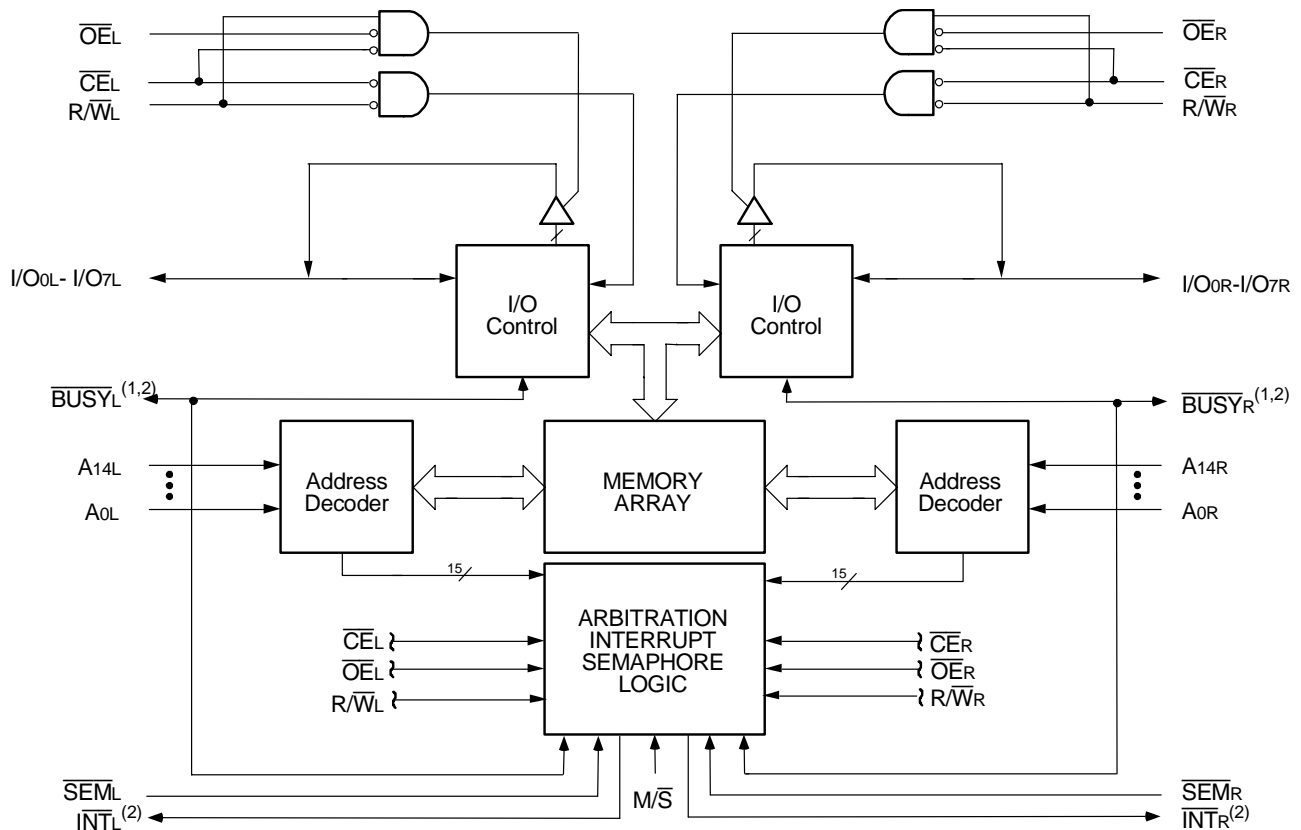 OEL
OER
CEL
CER
R/WL
R/WR
I/O0L- I/O7L
I/O
Control
I/O
Control
I/O0R-I/O7R
BUSYL(1,2)
BUSYR(1,2)
A14L
A0L
Address
Decoder
MEMORY
ARRAY
Address
Decoder
A14R
A0R
15
15
ARBITRATION
INTERRUPT
SEMAPHORE
LOGIC
CEL
OEL
R/WL
CER
OER
R/WR
SEML
INTL(2)
M/S
SEMR
INTR(2)